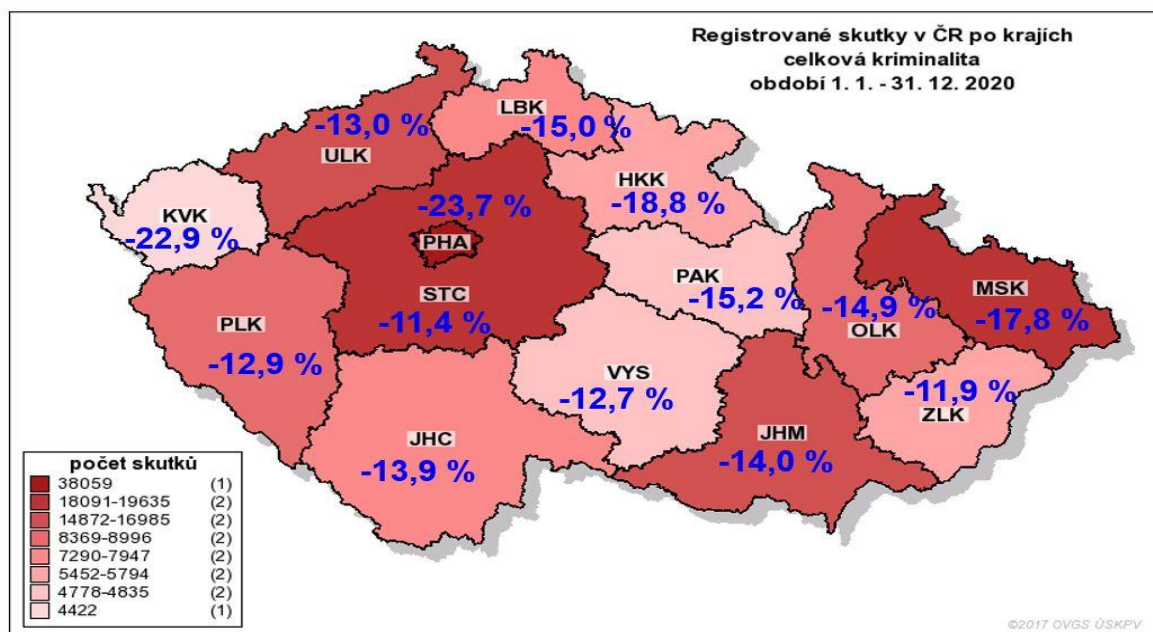 Registrované skutky v ČR po krajích
celková kriminalita
období 1. 1. - 31. 12. 2020
LBK
-13,0 %
-15,0 %
ULK
HKK
-18,8 %
-23,7 %
KVK
-22,9 %
PHA
PAK
-15,2 %
MSK
-17,8 %
STC
-11,4 %
-14,9 %
OLK
PLK
-12,9 %
VYS
-12,7 %
-11,9 %
ZLK
JHC
-13,9 %
JHM
-14,0 %
počet skutků
38059 (1)
18091-19635 (2)
14872-16985 (2)
8369-8996 (2)
7290-7947 (2)
5452-5794 (2)
4778-4835 (2)
4422 (1)
©2017 OVGS ÚSKPV